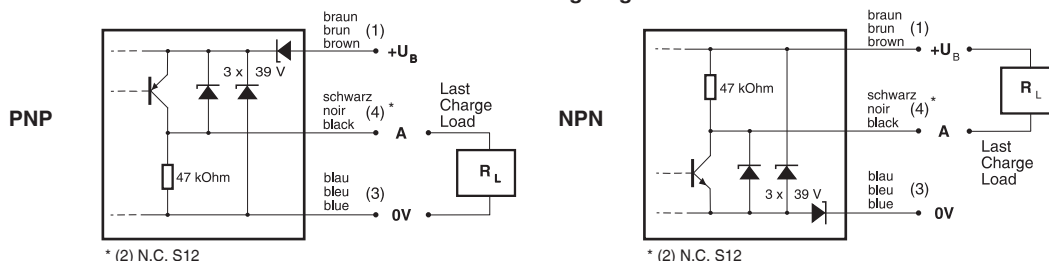 PNP
braun
brun
brown
(1)
+U_B
3 x 39 V
schwarz
noir
black
(4)*
A
Last
Charge
Load
R_L
47 kOhm
blau
bleu
blue
(3)
0V
* (2) N.C. S12
NPN
braun
brun
brown
(1)
+U_B
47 kOhm
R_L
schwarz
noir
black
(4)*
A
Last
Charge
Load
3 x 39 V
blau
bleu
blue
(3)
0V
* (2) N.C. S12